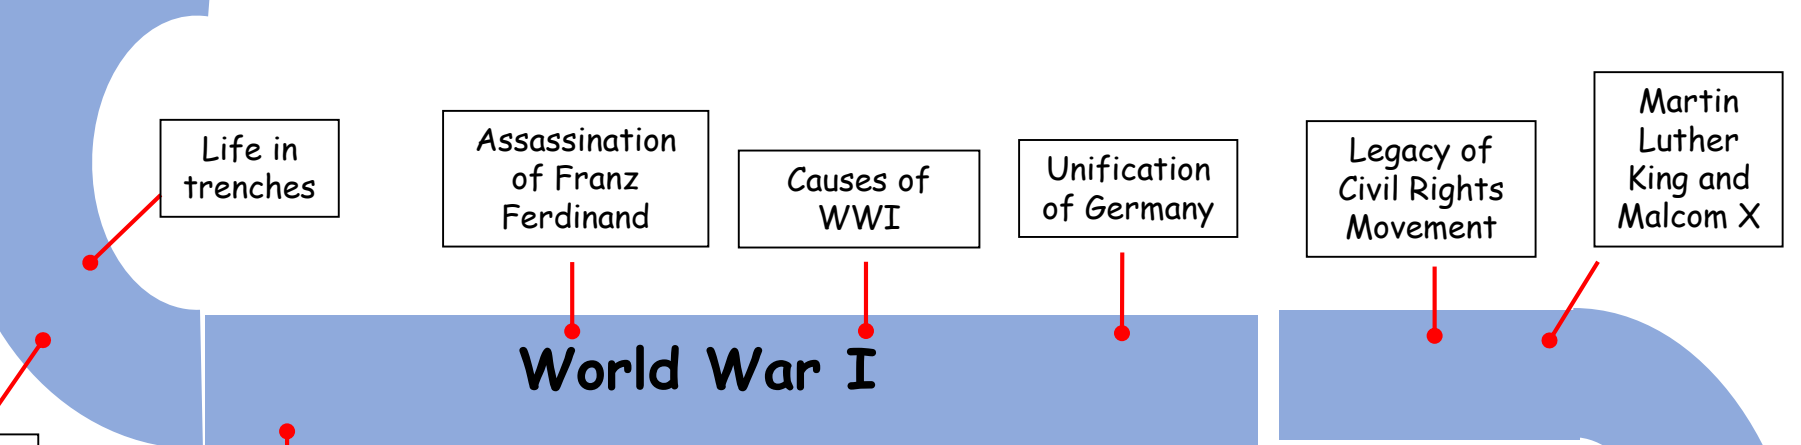 Life in
trenches
Assassination
of Franz
Ferdinand
Causes of
WWI
Unification
of Germany
Legacy of
Civil Rights
Movement
Martin
Luther
King and
Malcom X
World War I